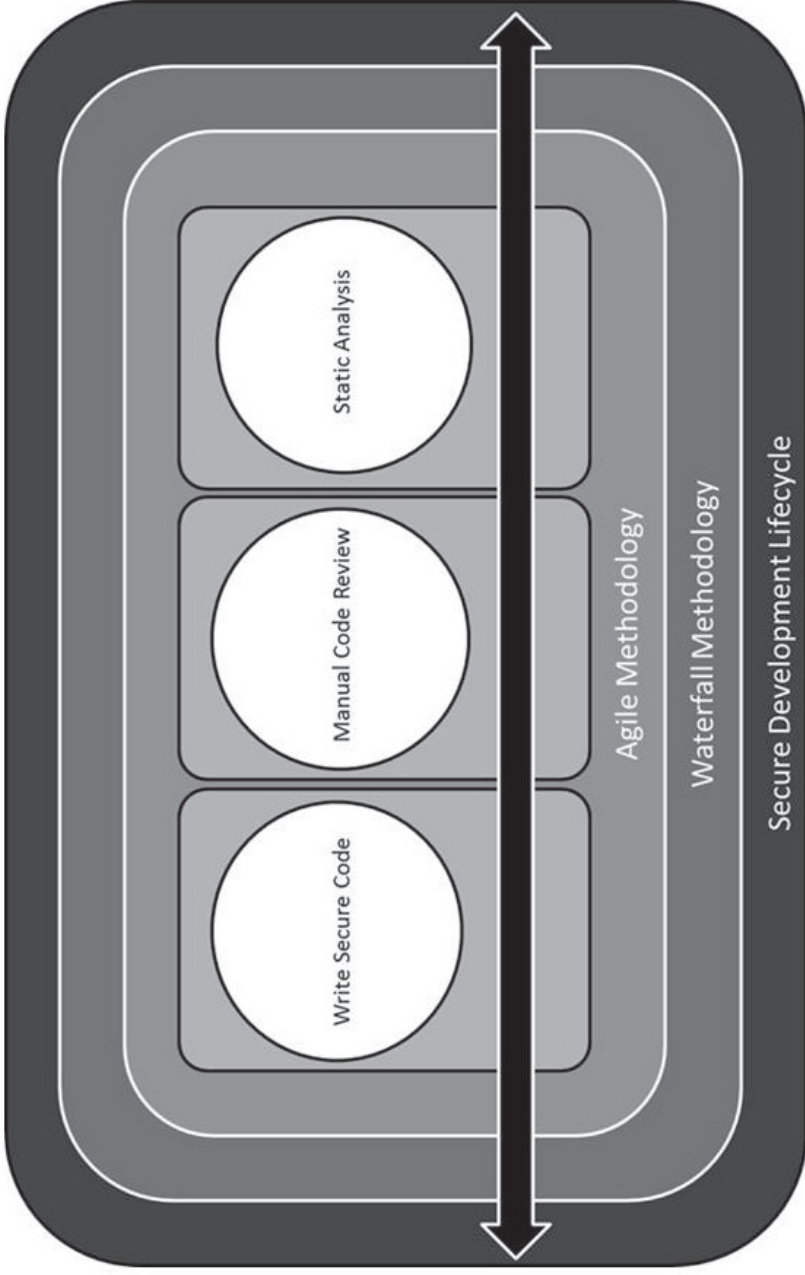 Write Secure Code
Manual Code Review
Static Analysis
Agile Methodology
Waterfall Methodology
Secure Development Lifecycle